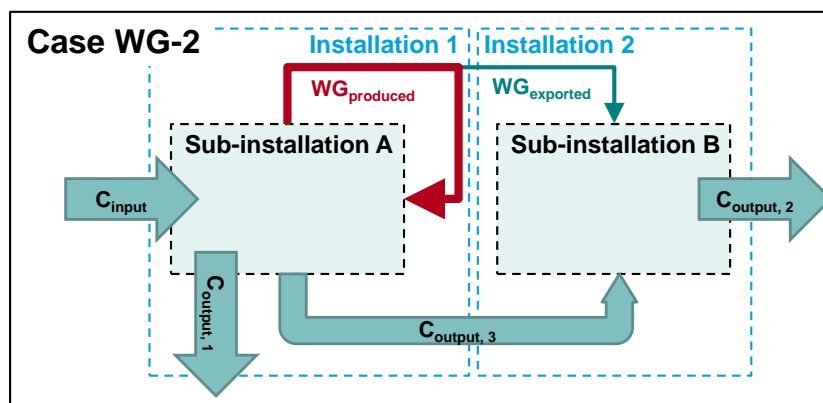 Case WG-2
Installation 1
Installation 2
WGproduced
WGexported
Sub-installation A
Sub-installation B
Cinput
Coutput, 2
Coutput, 1
Coutput, 3